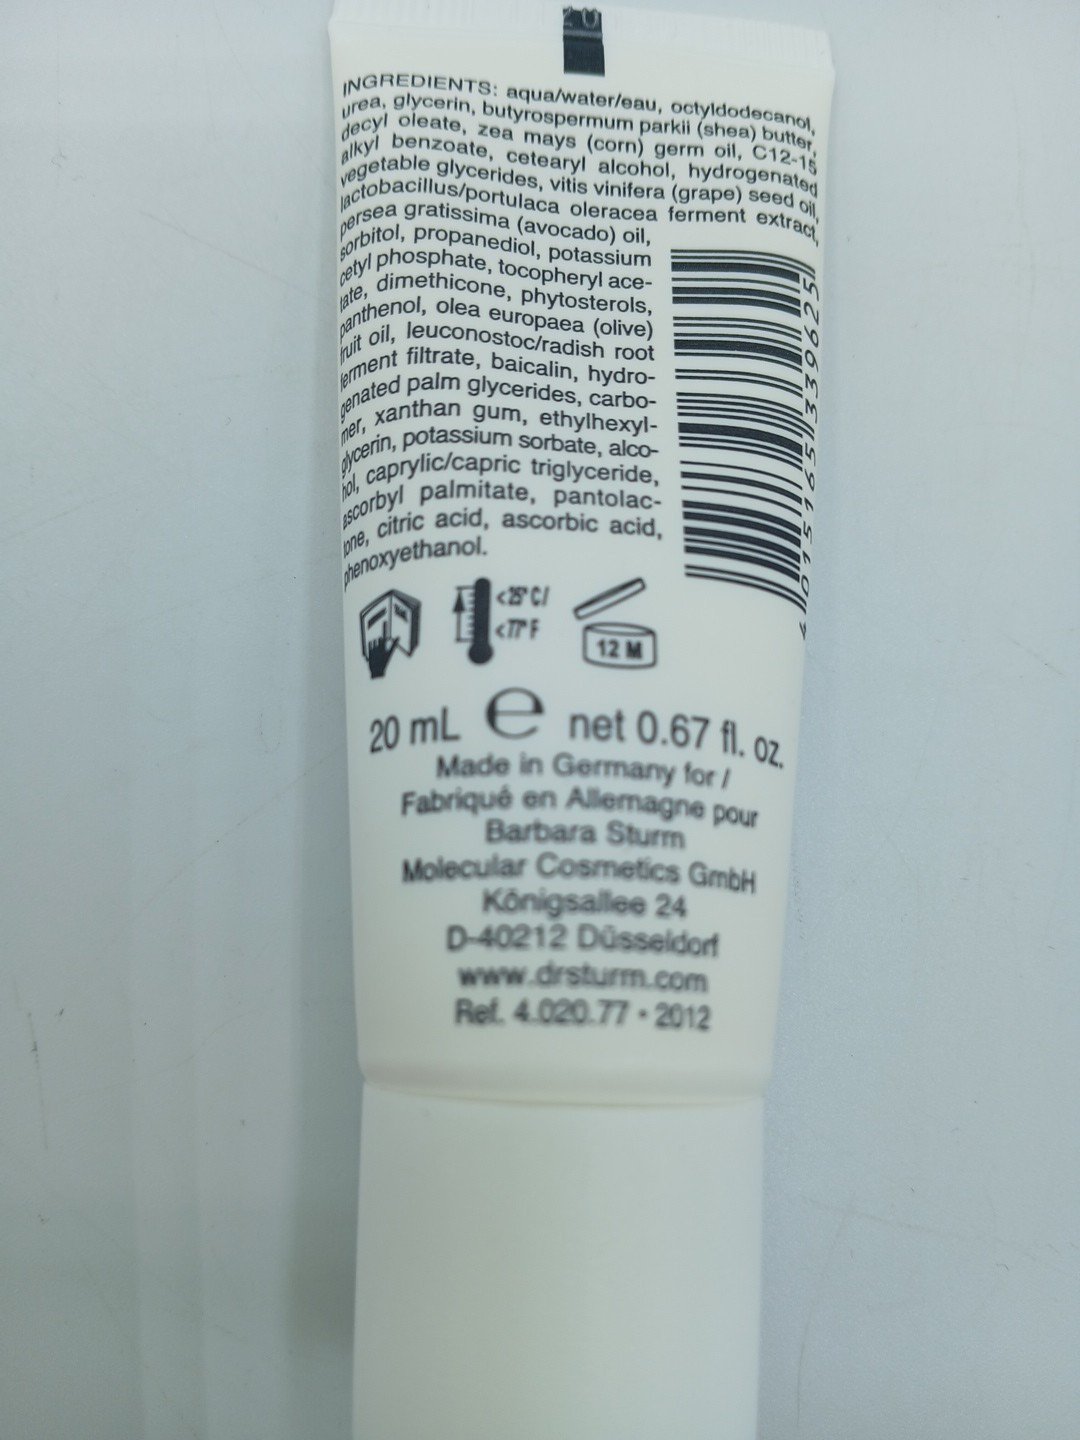 20
INGREDIENTS: aqua/water/eau, octyldodecanol,
urea, glycerin, butyrospermum parkii (shea) butter,
decyl oleate, zea mays (corn) germ oil, C12-15
alkyl benzoate, cetearyl alcohol, hydrogenated
vegetable glycerides, vitis vinifera (grape) seed oil,
lactobacillus/portulaca oleracea ferment extract,
persea gratissima (avocado) oil,
sorbitol, propanediol, potassium
cetyl phosphate, tocopheryl ace-
tate, dimethicone, phytosterols,
panthenol, olea europaea (olive)
fruit oil, leuconostoc/radish root
ferment filtrate, baicalin, hydro-
genated palm glycerides, carbo-
mer, xanthan gum, ethylhexyl-
glycerin, potassium sorbate, alco-
hol, caprylic/capric triglyceride,
ascorbyl palmitate, pantolac-
tone, citric acid, ascorbic acid,
phenoxyethanol.
4 015165 339625
<25°C/
<77°F
12 M
20 mL e net 0.67 fl. oz.
Made in Germany for /
Fabriqué en Allemagne pour
Barbara Sturm
Molecular Cosmetics GmbH
Königsallee 24
D-40212 Düsseldorf
www.drsturm.com
Ref. 4.020.77 • 2012